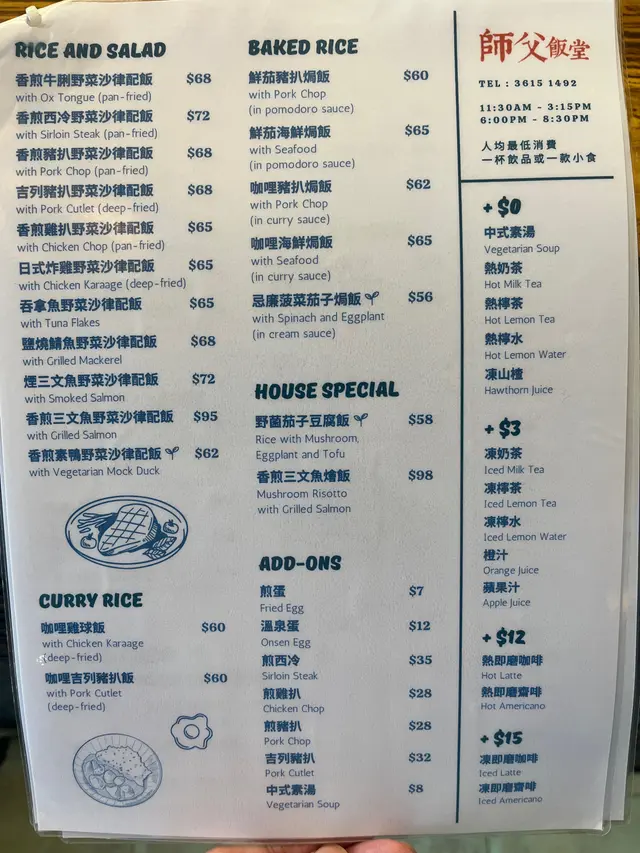 RICE AND SALAD
香煎牛脷野菜沙律配飯 $68
with Ox Tongue (pan-fried)
香煎西冷野菜沙律配飯 $72
with Sirloin Steak (pan-fried)
香煎豬扒野菜沙律配飯 $68
with Pork Chop (pan-fried)
吉列豬扒野菜沙律配飯 $68
with Pork Cutlet (deep-fried)
香煎雞扒野菜沙律配飯 $65
with Chicken Chop (pan-fried)
日式炸雞野菜沙律配飯 $65
with Chicken Karaage (deep-fried)
吞拿魚野菜沙律配飯 $65
with Tuna Flakes
鹽燒鯖魚野菜沙律配飯 $68
with Grilled Mackerel
煙三文魚野菜沙律配飯 $72
with Smoked Salmon
香煎三文魚野菜沙律配飯 $95
with Grilled Salmon
香煎素鴨野菜沙律配飯 $62
with Vegetarian Mock Duck
CURRY RICE
咖哩雞球飯 $60
with Chicken Karaage
(deep-fried)
咖哩吉列豬扒飯 $60
with Pork Cutlet
(deep-fried)
BAKED RICE
鮮茄豬扒焗飯 $60
with Pork Chop
(in pomodoro sauce)
鮮茄海鮮焗飯 $65
with Seafood
(in pomodoro sauce)
咖哩豬扒焗飯 $62
with Pork Chop
(in curry sauce)
咖哩海鮮焗飯 $65
with Seafood
(in curry sauce)
忌廉菠菜茄子焗飯 $56
with Spinach and Eggplant
(in cream sauce)
HOUSE SPECIAL
野菌茄子豆腐飯 $58
Rice with Mushroom,
Eggplant and Tofu
香煎三文魚燴飯 $98
Mushroom Risotto
with Grilled Salmon
ADD-ONS
煎蛋 $7
Fried Egg
溫泉蛋 $12
Onsen Egg
煎西冷 $35
Sirloin Steak
煎雞扒 $28
Chicken Chop
煎豬扒 $28
Pork Chop
吉列豬扒 $32
Pork Cutlet
中式素湯 $8
Vegetarian Soup
師父飯堂
TEL : 3615 1492
11:30AM - 3:15PM
6:00PM - 8:30PM
人均最低消費
一杯飲品或一款小食
+ $0
中式素湯
Vegetarian Soup
熱奶茶
Hot Milk Tea
熱檸茶
Hot Lemon Tea
熱檸水
Hot Lemon Water
凍山楂
Hawthorn Juice
+ $3
凍奶茶
Iced Milk Tea
凍檸茶
Iced Lemon Tea
凍檸水
Iced Lemon Water
橙汁
Orange Juice
蘋果汁
Apple Juice
+ $12
熱即磨咖啡
Hot Latte
熱即磨齋啡
Hot Americano
+ $15
凍即磨咖啡
Iced Latte
凍即磨齋啡
Iced Americano